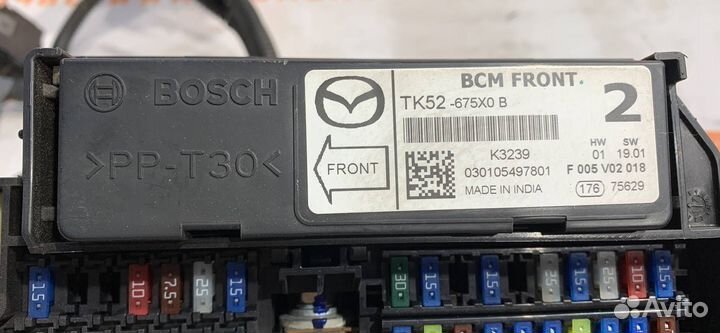 BOSCH
>PP-T30<
BCM FRONT.
TK52 -675X0 B
2
K3239
030105497801
MADE IN INDIA
FRONT
HW SW
01 19.01
F 005 V02 018
176 75629
15
10
7.5
25
15
30
15
15
15
15
25
10
15
Avito